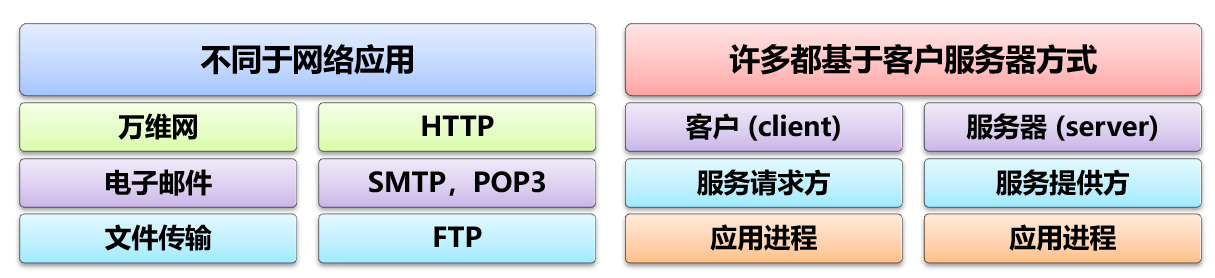 不同于网络应用
万维网
HTTP
电子邮件
SMTP，POP3
文件传输
FTP
许多都基于客户服务器方式
客户 (client)
服务器 (server)
服务请求方
服务提供方
应用进程
应用进程